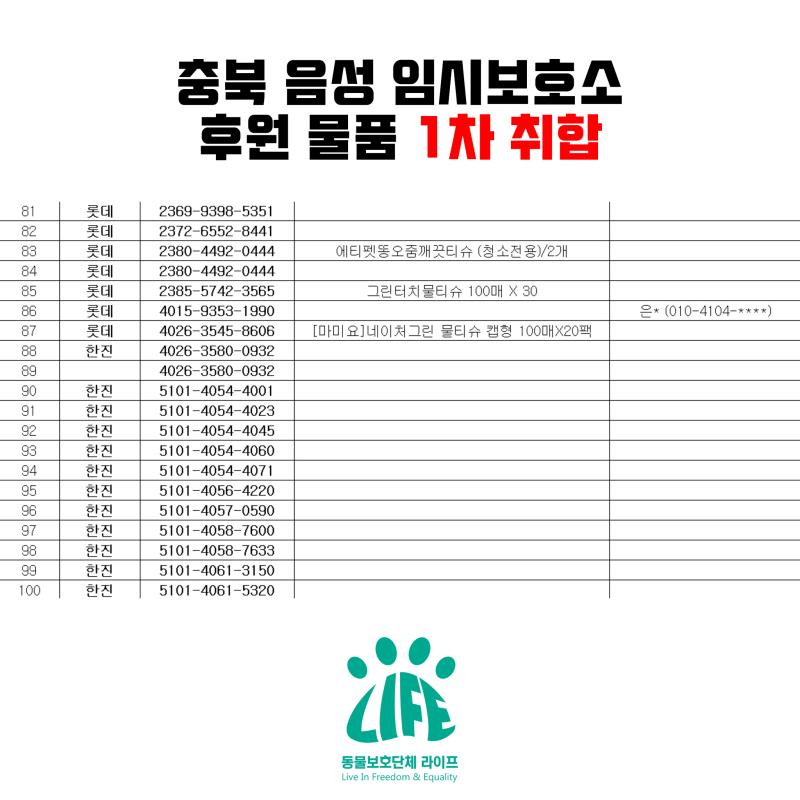 충북 음성 임시보호소
후원 물품 1차 취합
81 롯데 2369-9398-5351
82 롯데 2372-6552-8441
83 롯데 2380-4492-0444 에티펫똥오줌깨끗티슈 (청소전용)/2개
84 롯데 2380-4492-0444
85 롯데 2385-5742-3565 그린터치물티슈 100매 X 30
86 롯데 4015-9353-1990 은* (010-4104-****)
87 롯데 4026-3545-8606 [마미요]네이쳐그린 물티슈 캡형 100매X20팩
88 한진 4026-3580-0932
89 4026-3580-0932
90 한진 5101-4054-4001
91 한진 5101-4054-4023
92 한진 5101-4054-4045
93 한진 5101-4054-4060
94 한진 5101-4054-4071
95 한진 5101-4056-4220
96 한진 5101-4057-0590
97 한진 5101-4058-7600
98 한진 5101-4058-7633
99 한진 5101-4061-3150
100 한진 5101-4061-5320
LIFE
동물보호단체 라이프
Live In Freedom & Equality